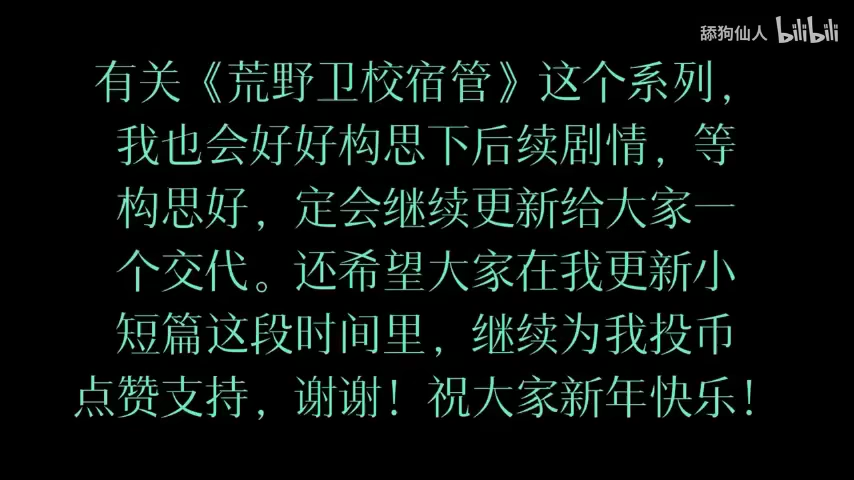 舔狗仙人 bilibili
有关《荒野卫校宿管》这个系列，
我也会好好构思下后续剧情，等
构思好，定会继续更新给大家一
个交代。还希望大家在我更新小
短篇这段时间里，继续为我投币
点赞支持，谢谢！祝大家新年快乐！